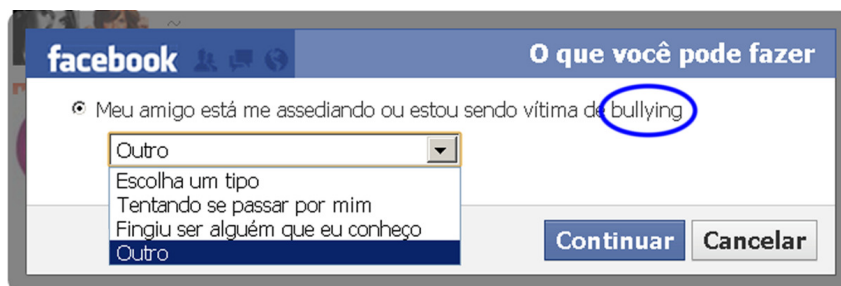 facebook O que você pode fazer
Meu amigo está me assediando ou estou sendo vítima de bullying
Outro
Escolha um tipo
Tentando se passar por mim
Fingiu ser alguém que eu conheço
Outro
Continuar Cancelar